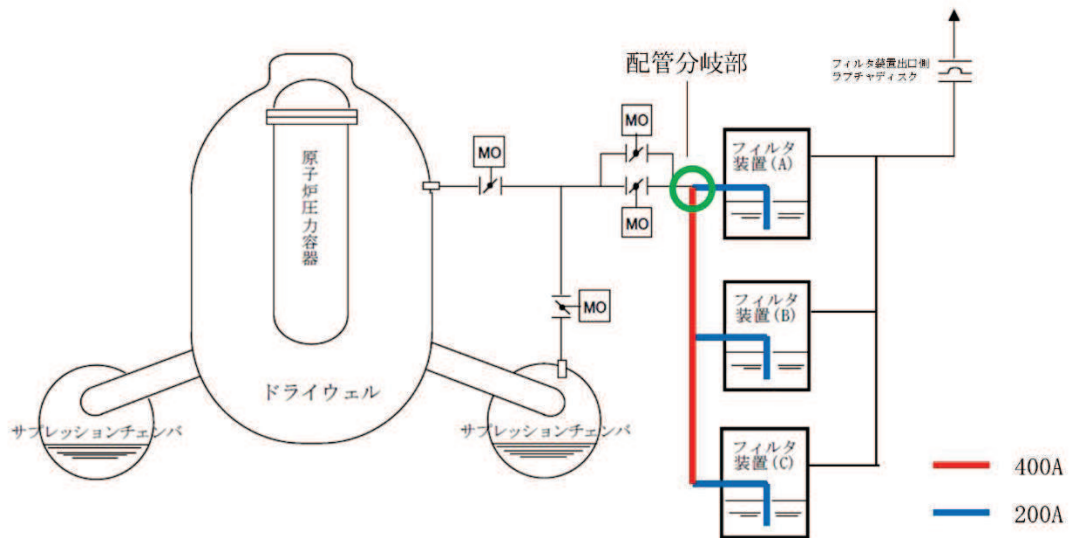 配管分岐部
フィルタ装置出口側
ラプチャディスク
MO
MO
MO
MO
原子炉圧力容器
フィルタ
装置(A)
フィルタ
装置(B)
フィルタ
装置(C)
ドライウェル
サプレッションチェンバ
サプレッションチェンバ
400A
200A